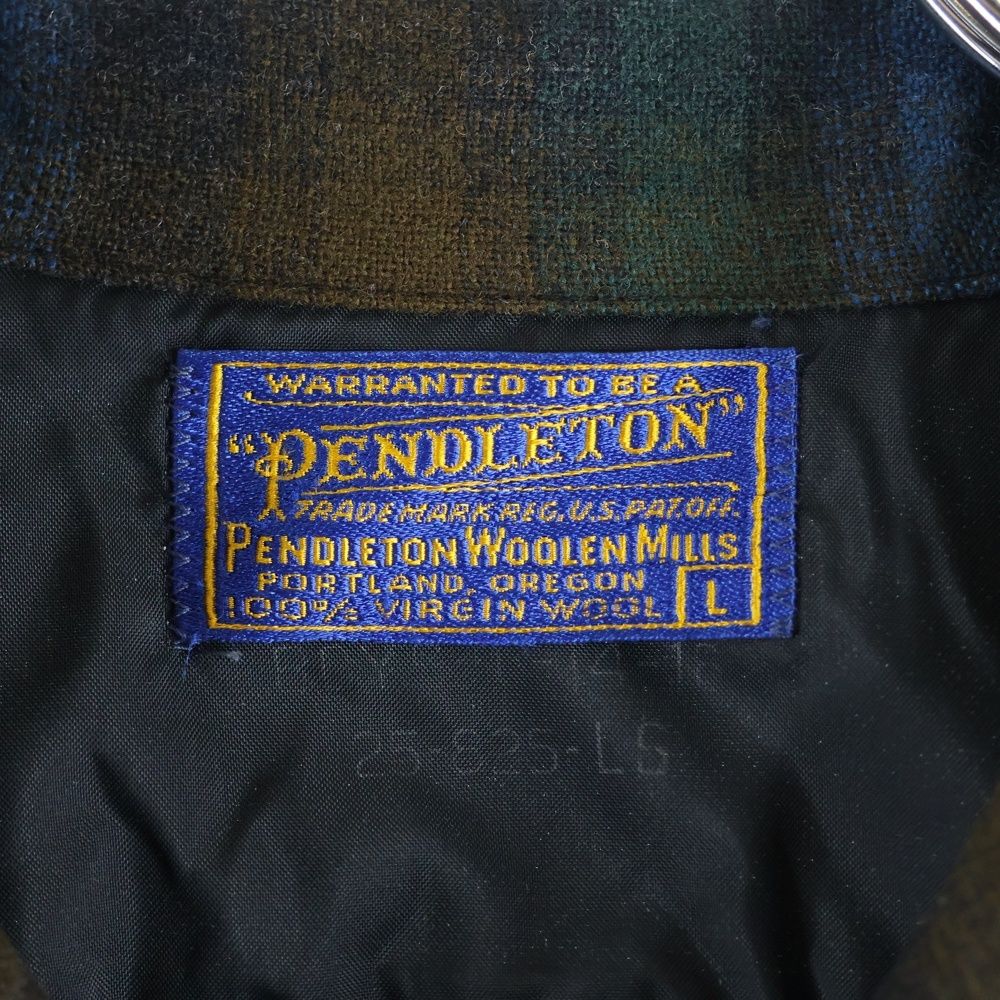 WARRANTED TO BE A
"PENDLETON"
TRADE MARK REG. U.S. PAT. OFF.
PENDLETON WOOLEN MILLS
PORTLAND, OREGON
100% VIRGIN WOOL L